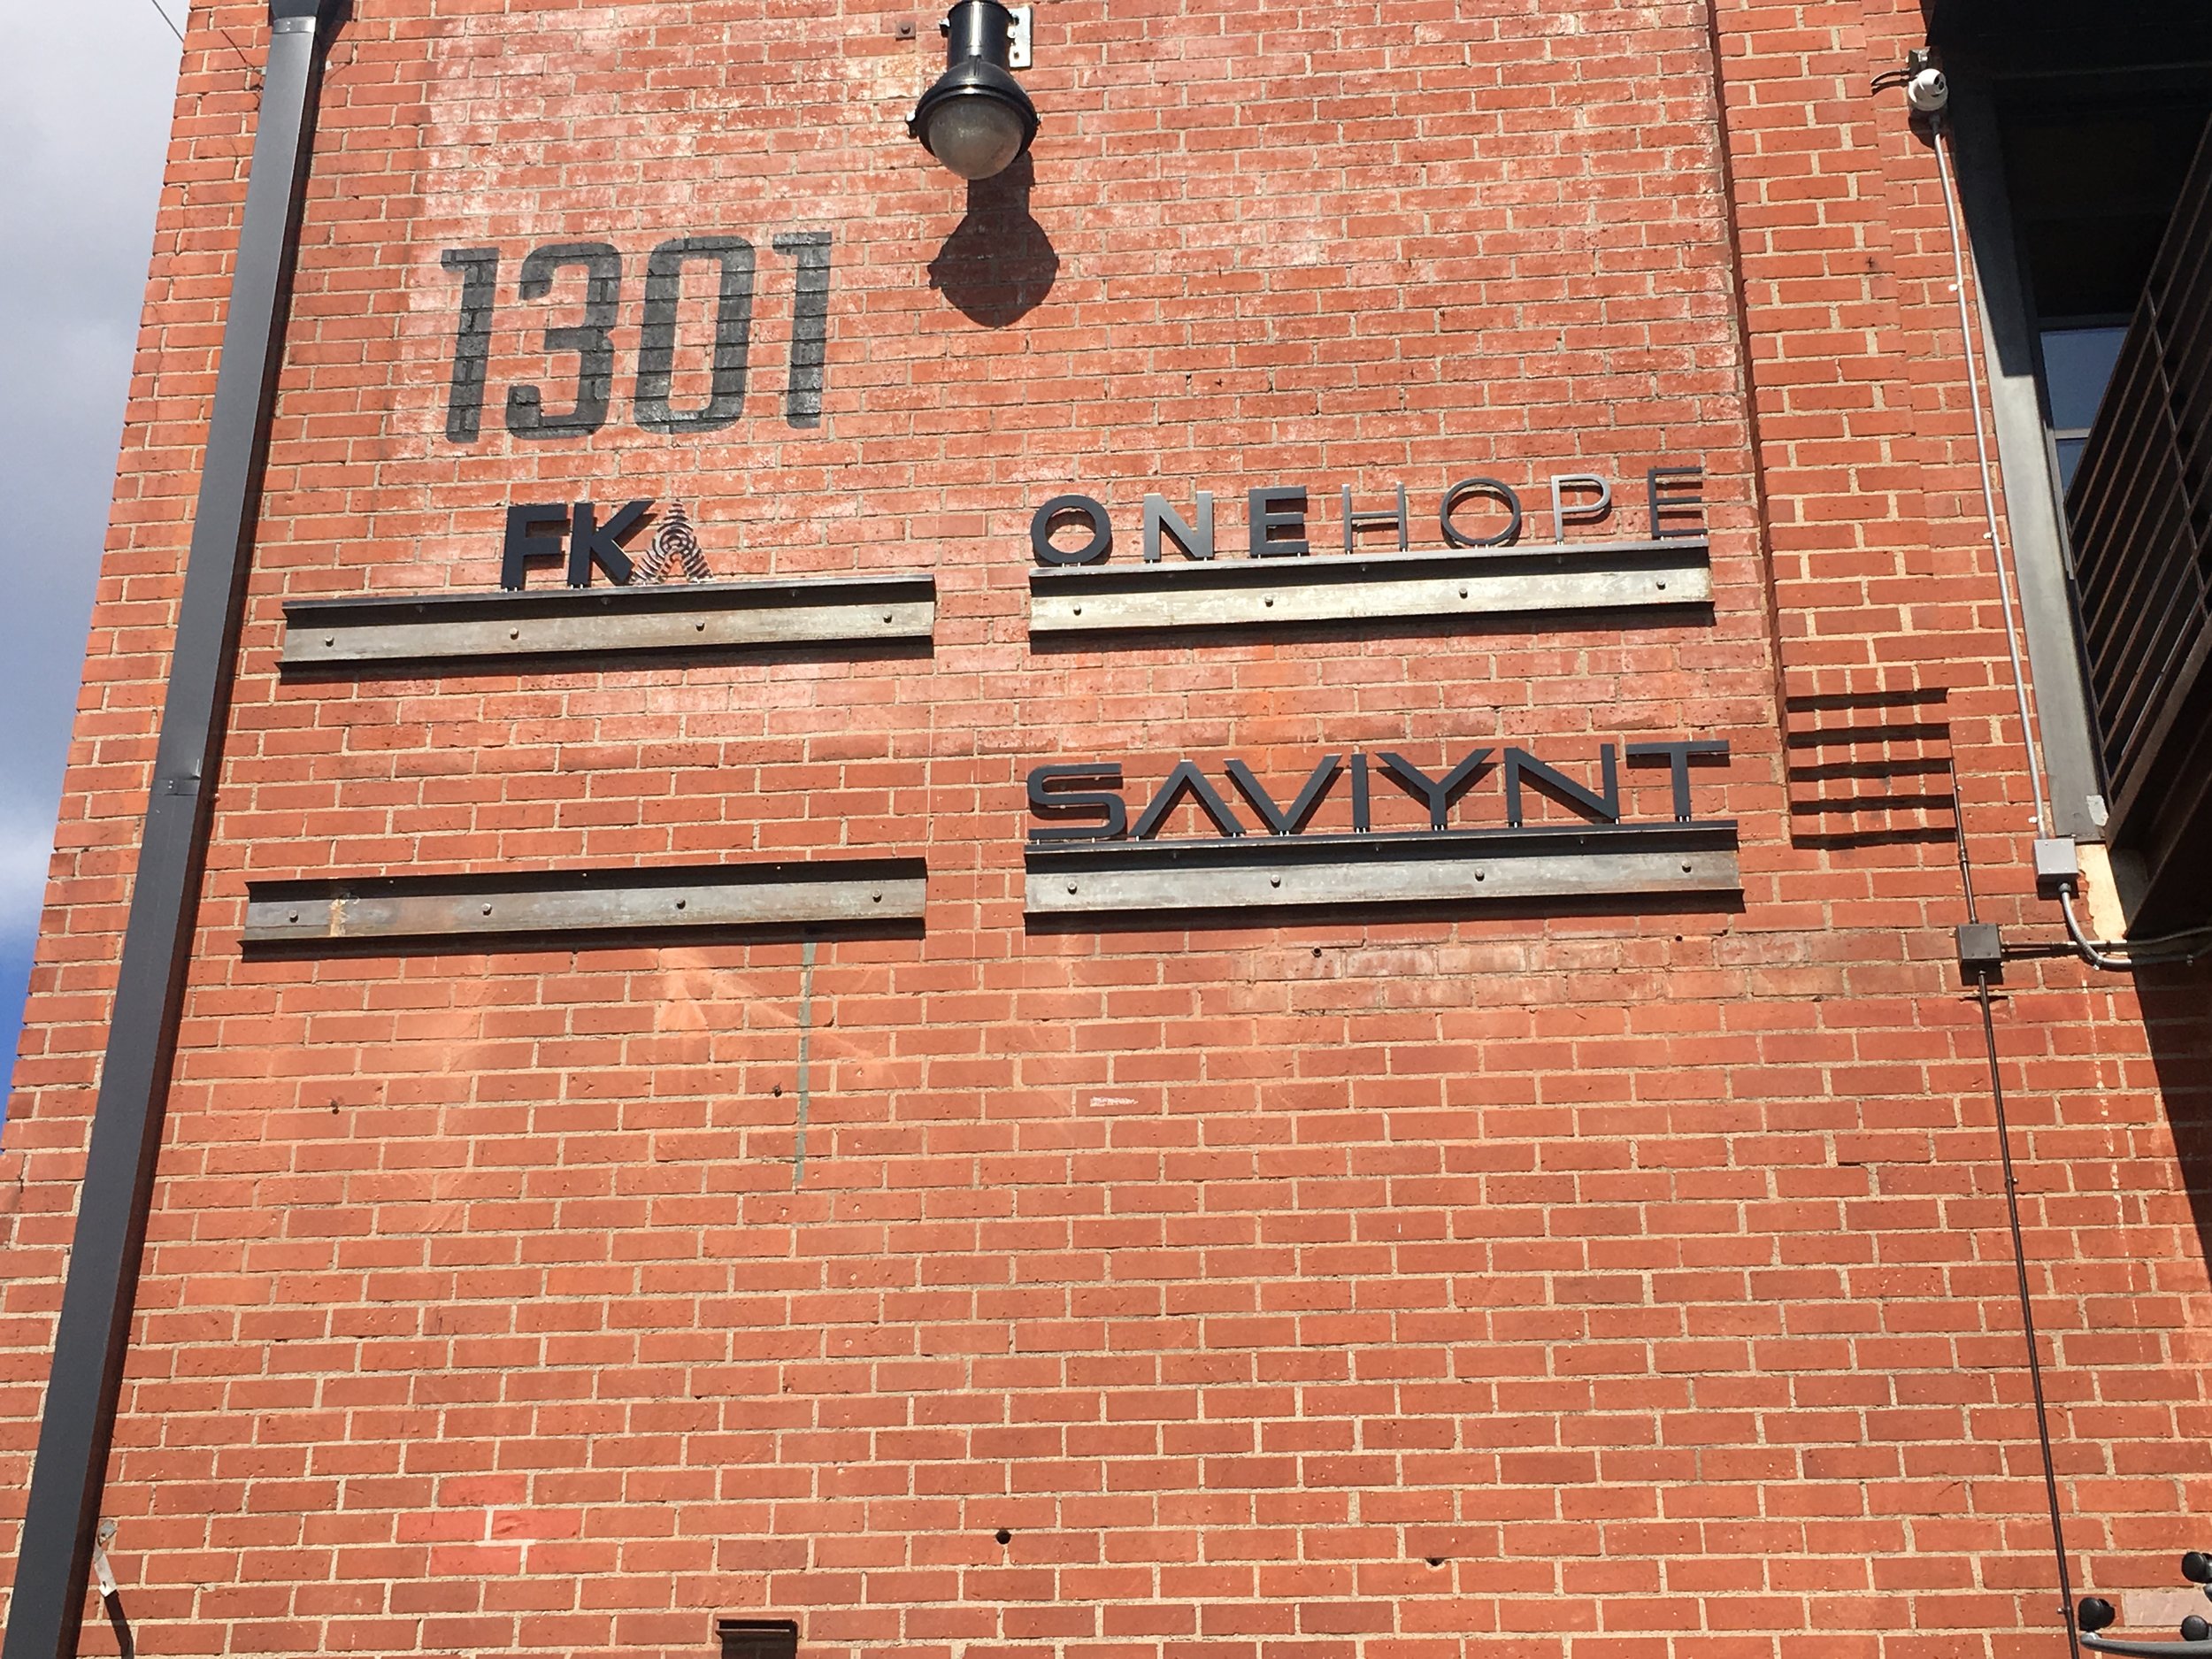 1301
FKA
ONEHOPE
SAVIYNT